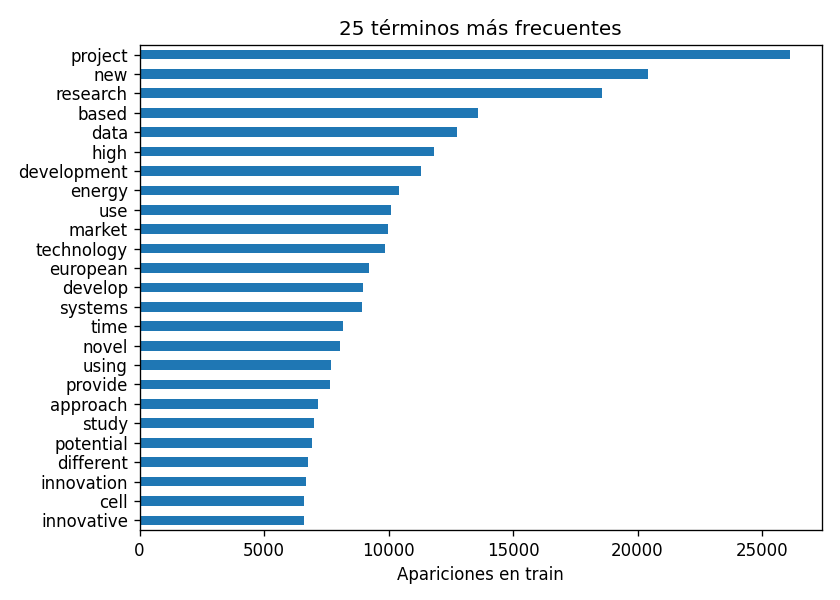 25 términos más frecuentes
project
new
research
based
data
high
development
energy
use
market
technology
european
develop
systems
time
novel
using
provide
approach
study
potential
different
innovation
cell
innovative
0 5000 10000 15000 20000 25000
Apariciones en train